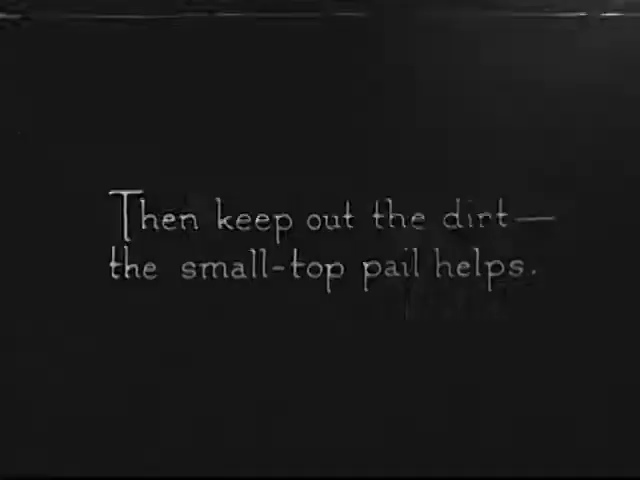 Then keep out the dirt—
the small-top pail helps.